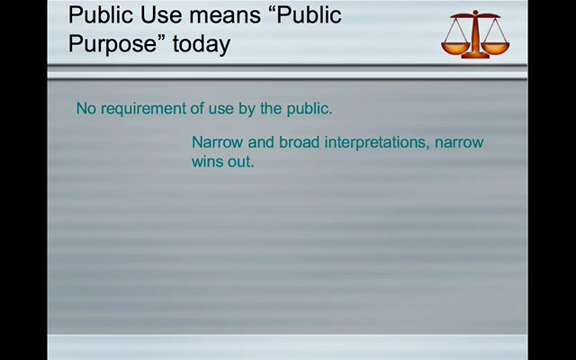 Public Use means “Public
Purpose” today
No requirement of use by the public.
Narrow and broad interpretations, narrow
wins out.